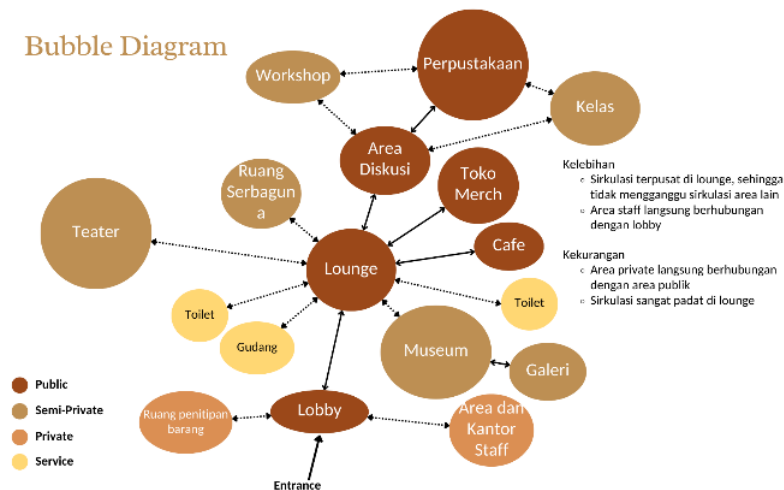 Bubble Diagram
Workshop
Perpustakaan
Kelas
Area
Diskusi
Ruang
Serbagun
a
Toko
Merch
Teater
Cafe
Lounge
Toilet
Toilet
Gudang
Museum
Galeri
Ruang penitipan
barang
Lobby
Area dan
Kantor
Staff
Entrance
Kelebihan
Sirkulasi terpusat di lounge, sehingga
tidak mengganggu sirkulasi area lain
Area staff langsung berhubungan
dengan lobby
Kekurangan
Area private langsung berhubungan
dengan area publik
Sirkulasi sangat padat di lounge
Public
Semi-Private
Private
Service